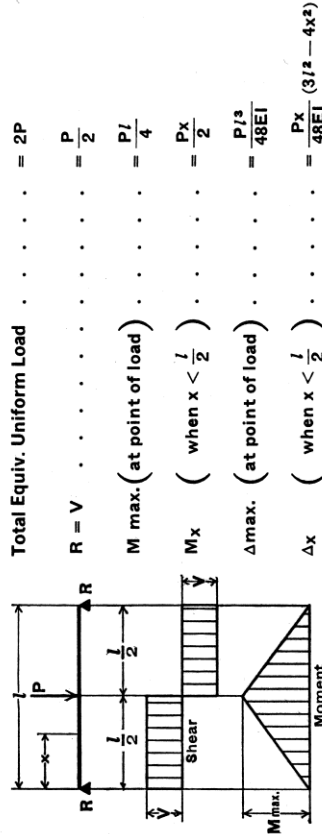 Total Equiv. Uniform Load . . . . . . = 2P
R = V . . . . . . . . . . . . = P/2
M max. ( at point of load ) . . . . = Pl/4
Mx ( when x < l/2 ) . . . . = Px/2
Δmax. ( at point of load ) . . . . = Pl³/48EI
Δx ( when x < l/2 ) . . . . = Px/48EI (3l² — 4x²)
l
x
P
R
R
l/2
l/2
V
Shear
V
M max.
Moment